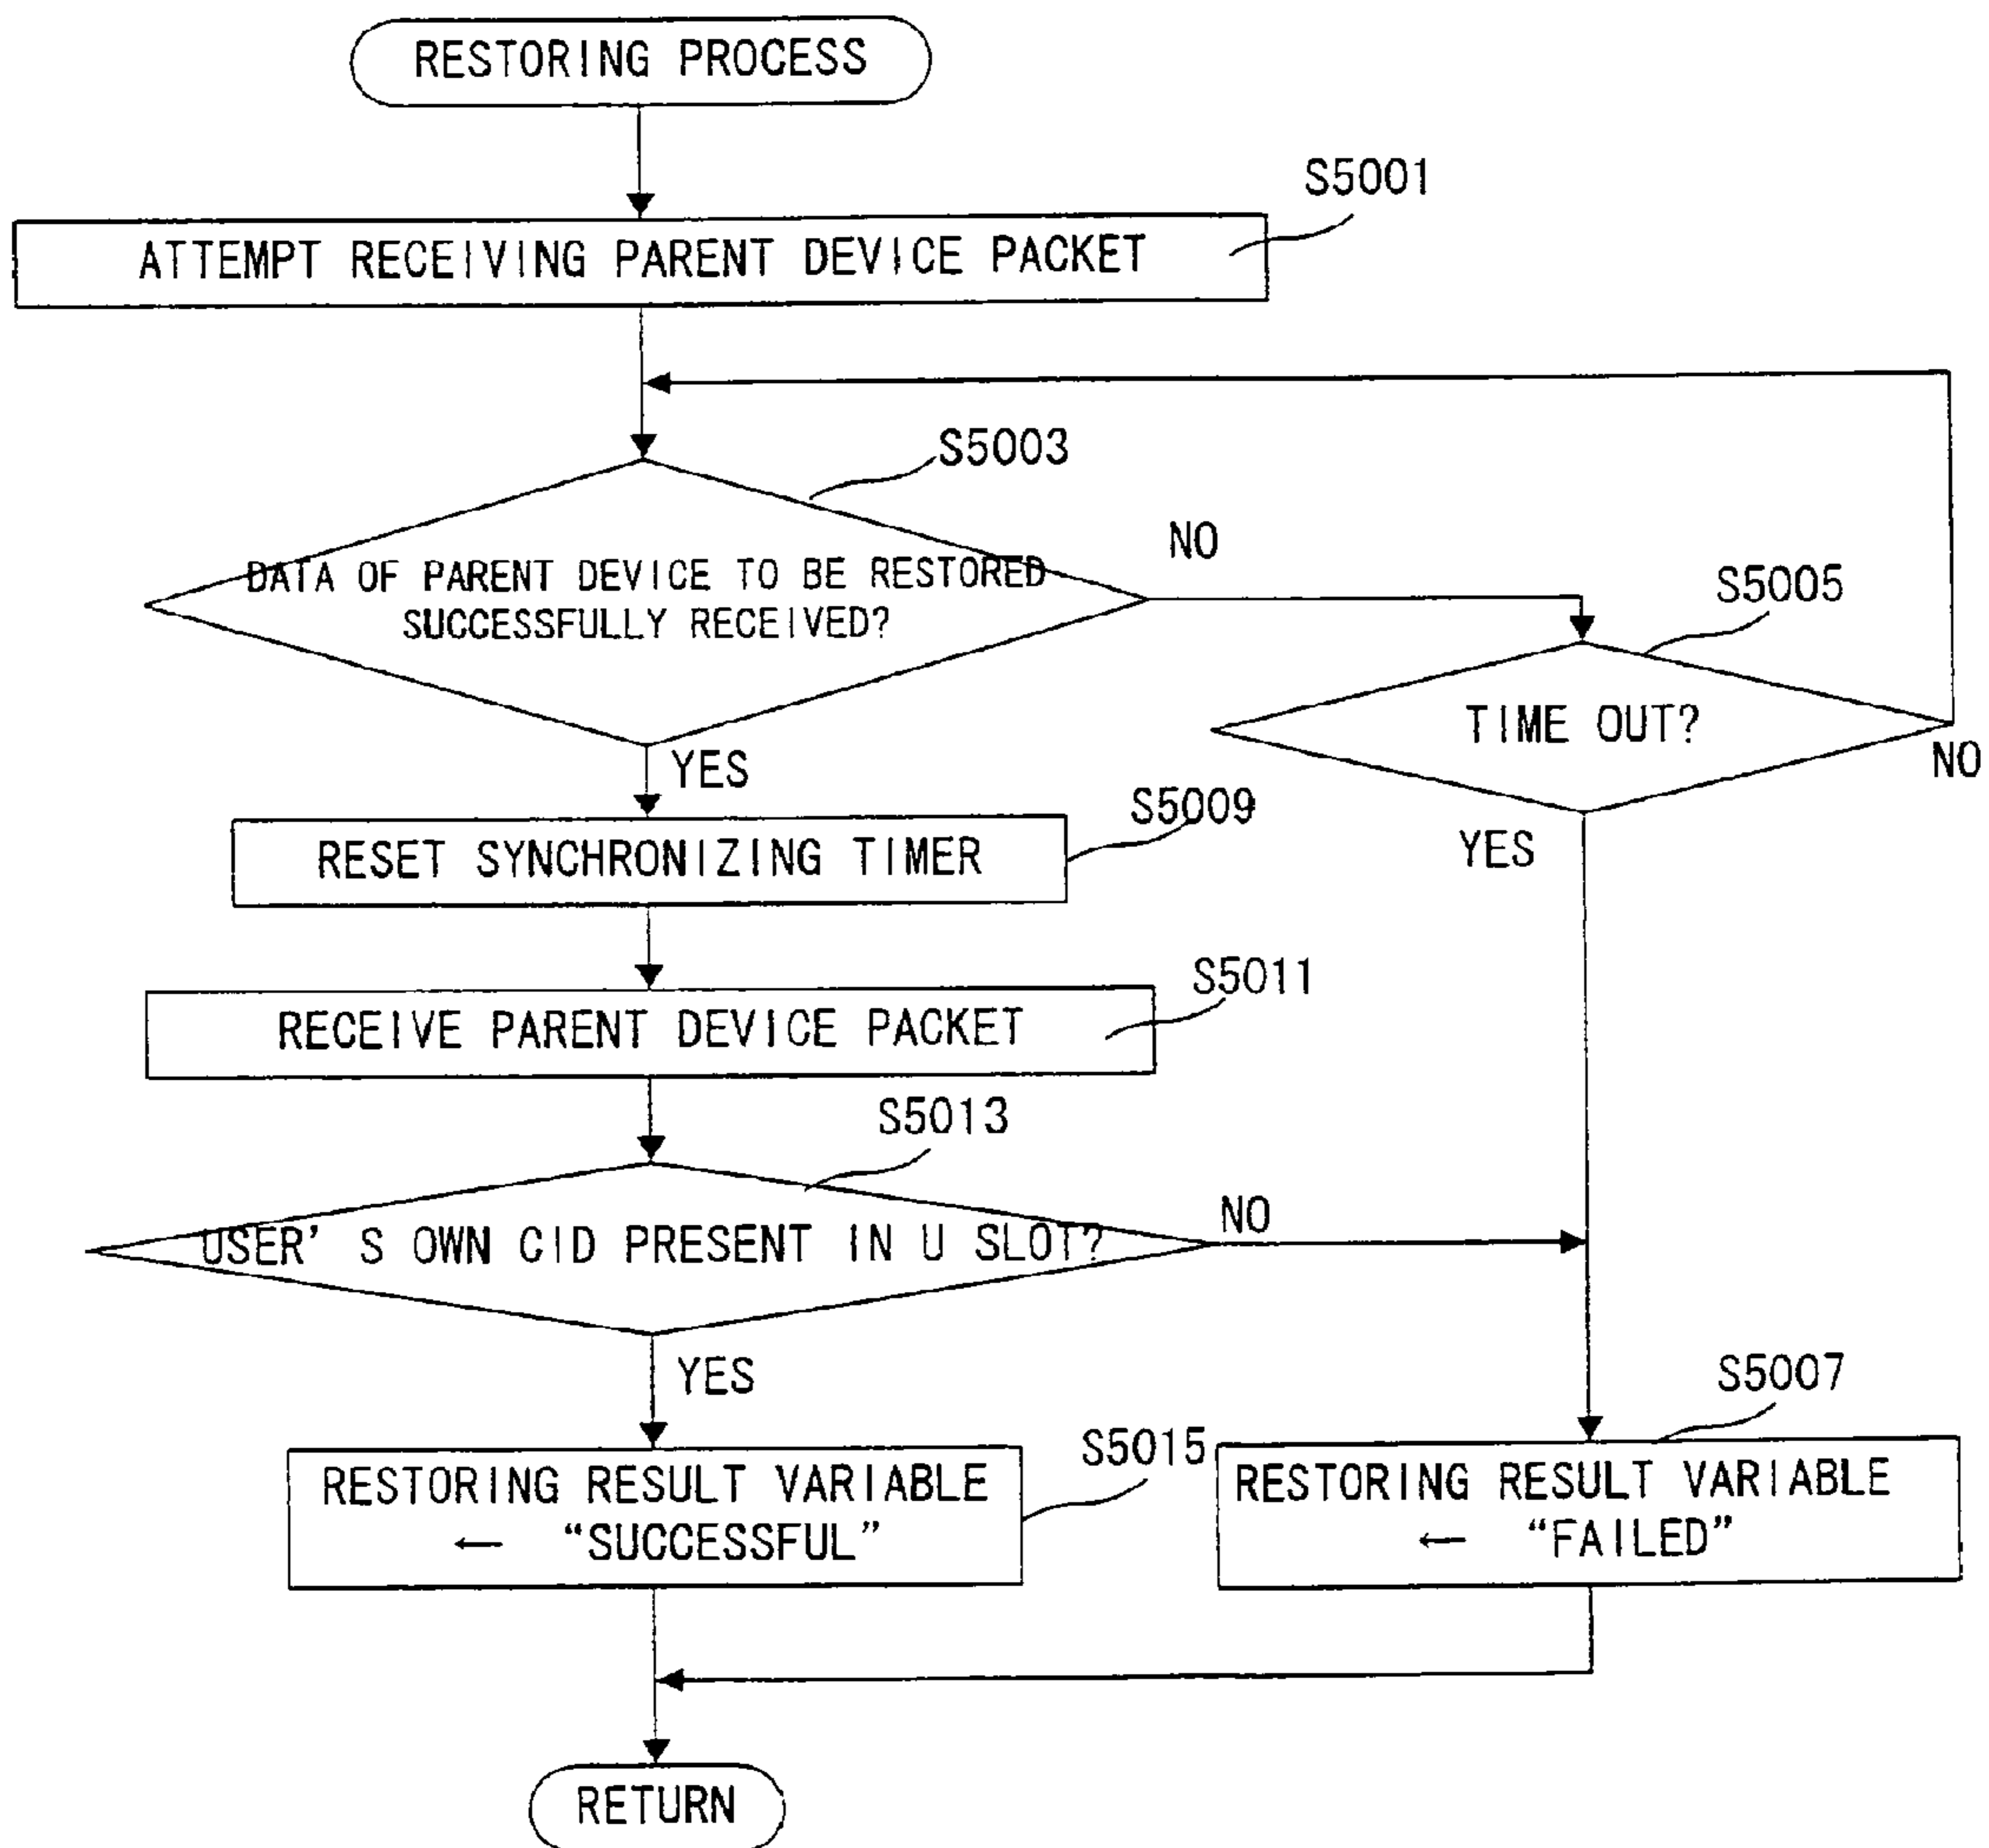 RESTORING PROCESS
S5001
ATTEMPT RECEIVING PARENT DEVICE PACKET
S5003
NO
DATA OF PARENT DEVICE TO BE RESTORED
SUCCESSFULLY RECEIVED?
S5005
TIME OUT?
NO
YES
S5009
YES
RESET SYNCHRONIZING TIMER
S5011
RECEIVE PARENT DEVICE PACKET
S5013
NO
USER' S OWN CID PRESENT IN U SLOT?
YES
S5007
S5015
RESTORING RESULT VARIABLE
← “SUCCESSFUL”
RESTORING RESULT VARIABLE
← “FAILED”
RETURN